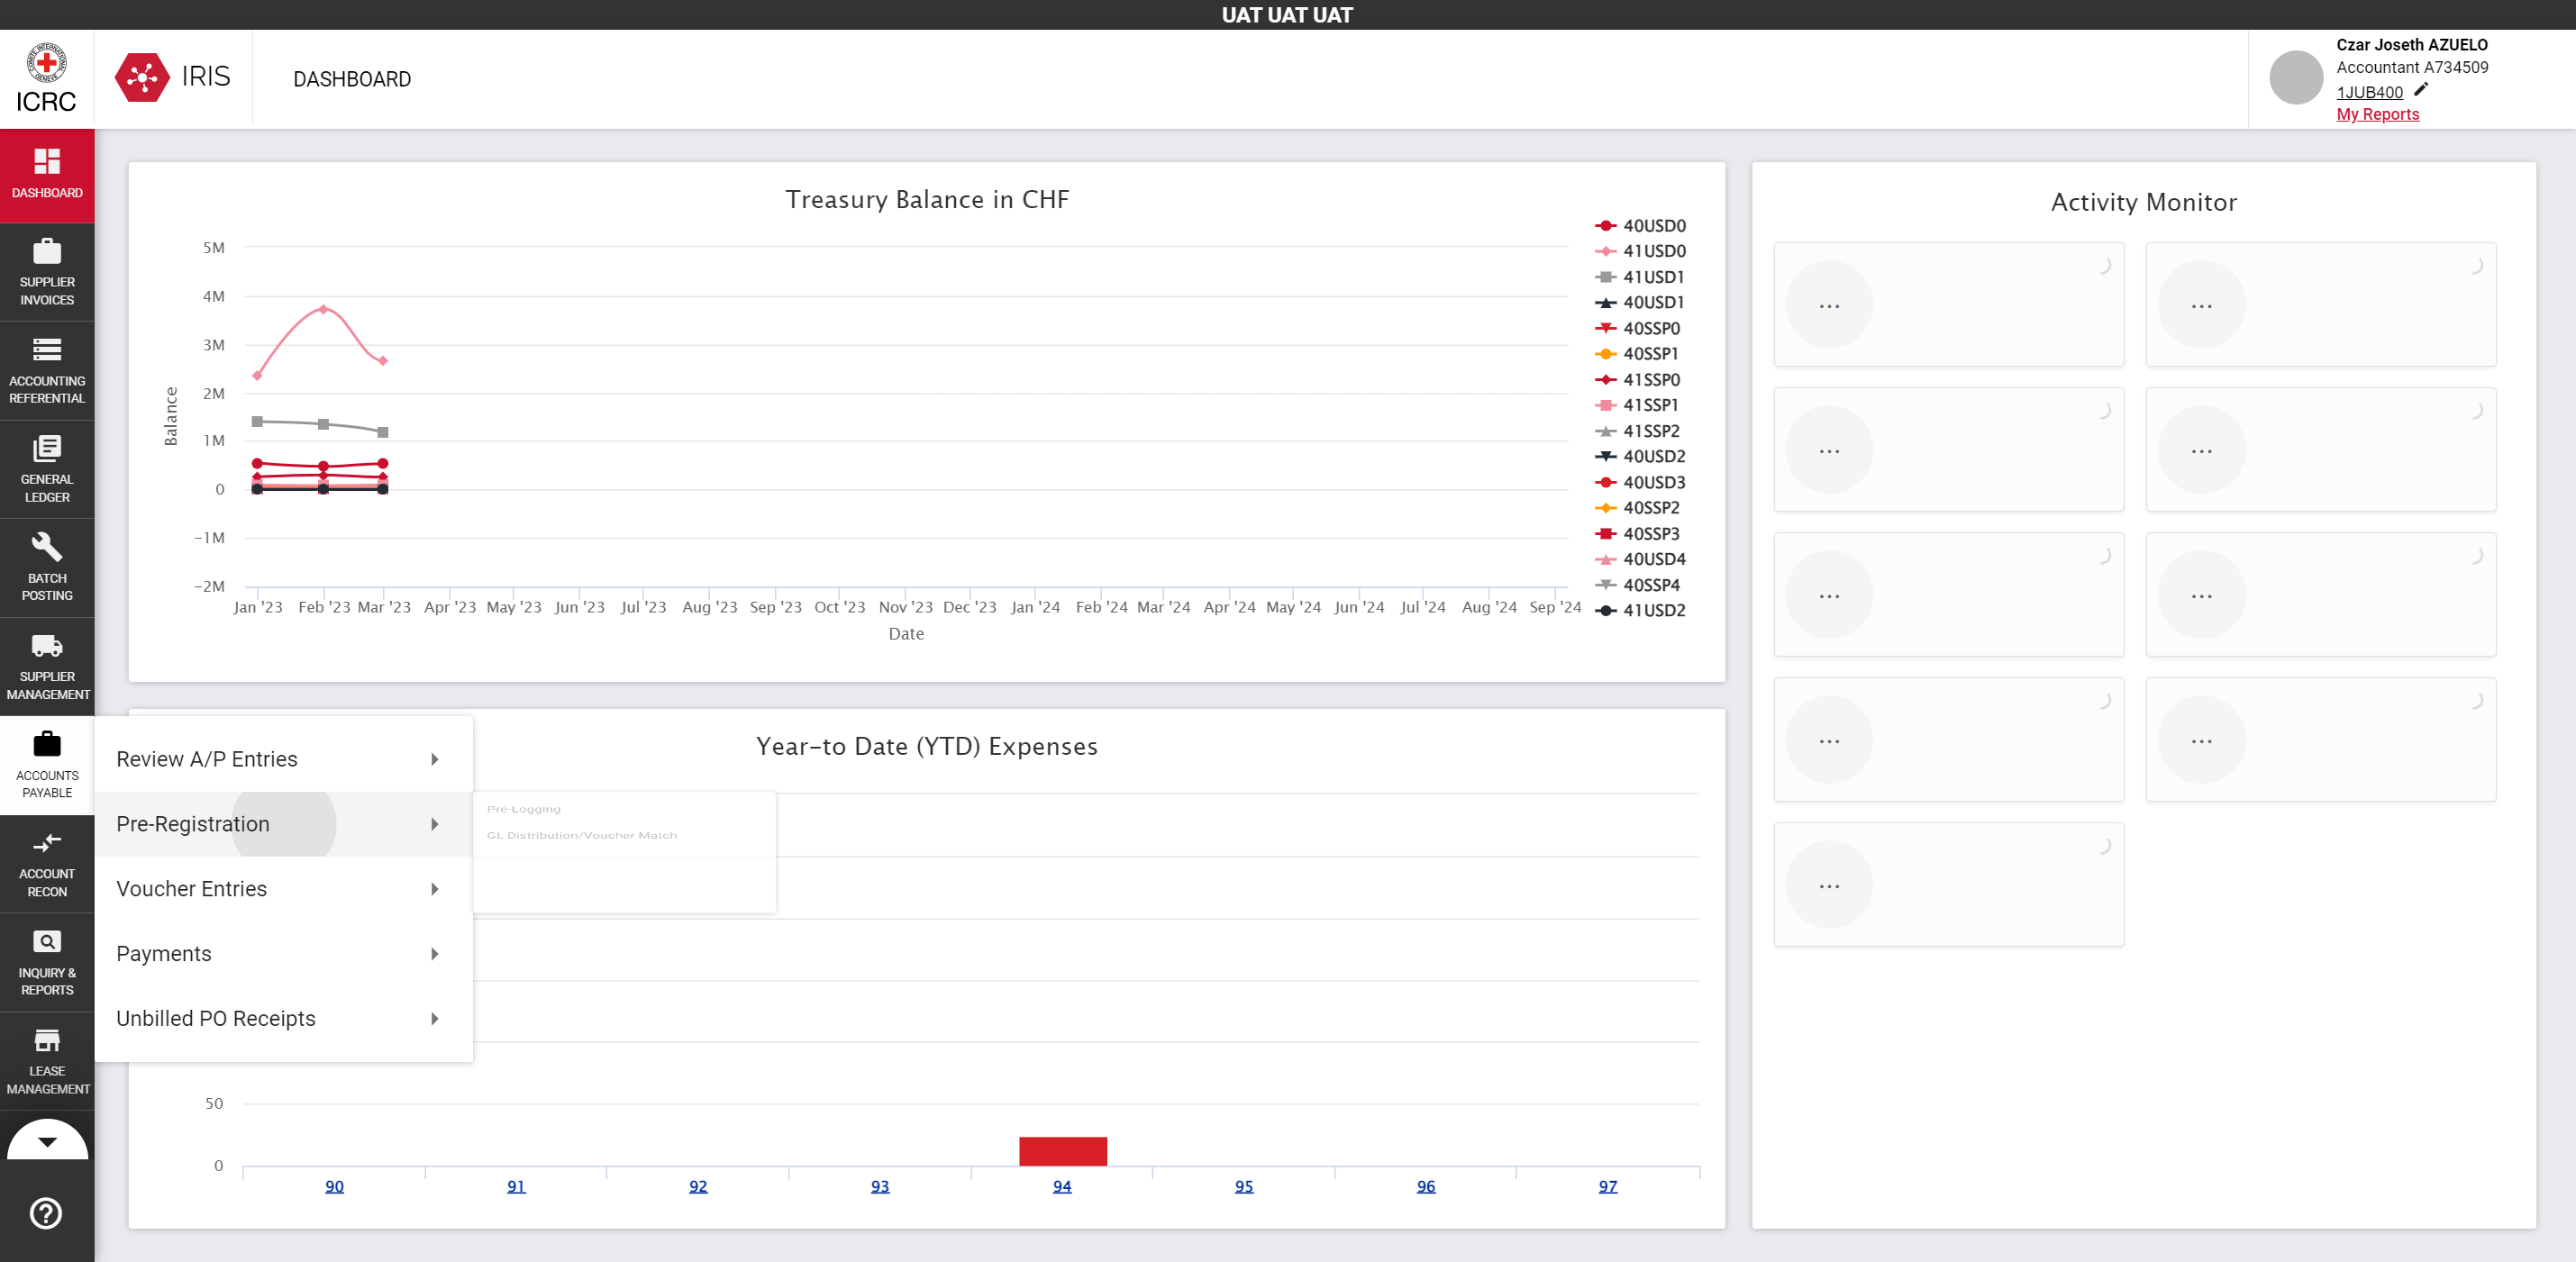 UAT UAT UAT
ICRC
IRIS
DASHBOARD
Czar Joseth AZUELO
Accountant A734509
1JUB400
My Reports
DASHBOARD
SUPPLIER
INVOICES
ACCOUNTING
REFERENTIAL
GENERAL
LEDGER
BATCH
POSTING
SUPPLIER
MANAGEMENT
ACCOUNTS
PAYABLE
ACCOUNT
RECON
INQUIRY &
REPORTS
LEASE
MANAGEMENT
Review A/P Entries
Pre-Registration
Voucher Entries
Payments
Unbilled PO Receipts
Pre-Logging
GL Distribution/Voucher Match
Treasury Balance in CHF
5M
4M
3M
2M
1M
0
-1M
-2M
Balance
Jan '23 Feb '23 Mar '23 Apr '23 May '23 Jun '23 Jul '23 Aug '23 Sep '23 Oct '23 Nov '23 Dec '23 Jan '24 Feb '24 Mar '24 Apr '24 May '24 Jun '24 Jul '24 Aug '24 Sep '24
Date
40USD0
41USD0
41USD1
40USD1
40SSP0
40SSP1
41SSP0
41SSP1
41SSP2
40USD2
40USD3
40SSP2
40SSP3
40USD4
40SSP4
41USD2
Year-to Date (YTD) Expenses
50
0
90 91 92 93 94 95 96 97
Activity Monitor
... ...
... ...
... ...
... ...
...